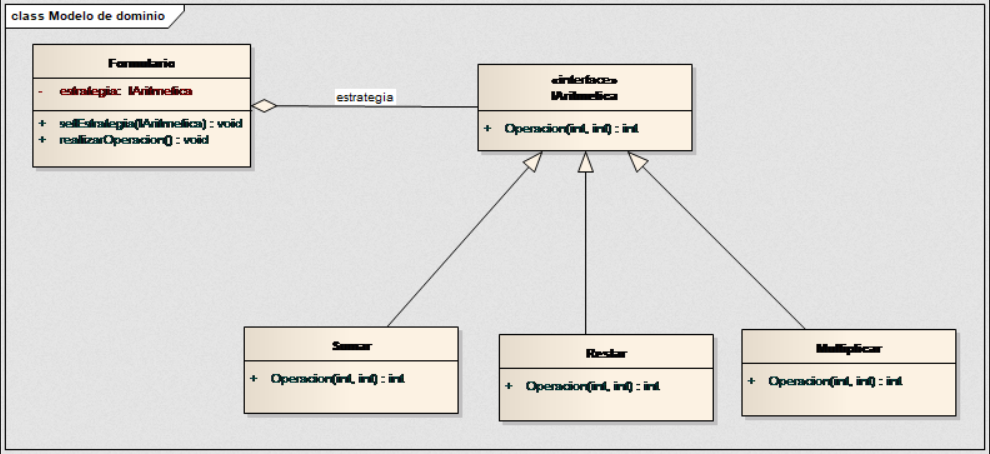 class Modelo de dominio
Formulario
- estrategia: IAritmetica
+ setEstrategia(IAritmetica) : void
+ realizarOperacion() : void
estrategia
«interface»
IAritmetica
+ Operacion(int, int) : int
Sumar
+ Operacion(int, int) : int
Restar
+ Operacion(int, int) : int
Multiplicar
+ Operacion(int, int) : int